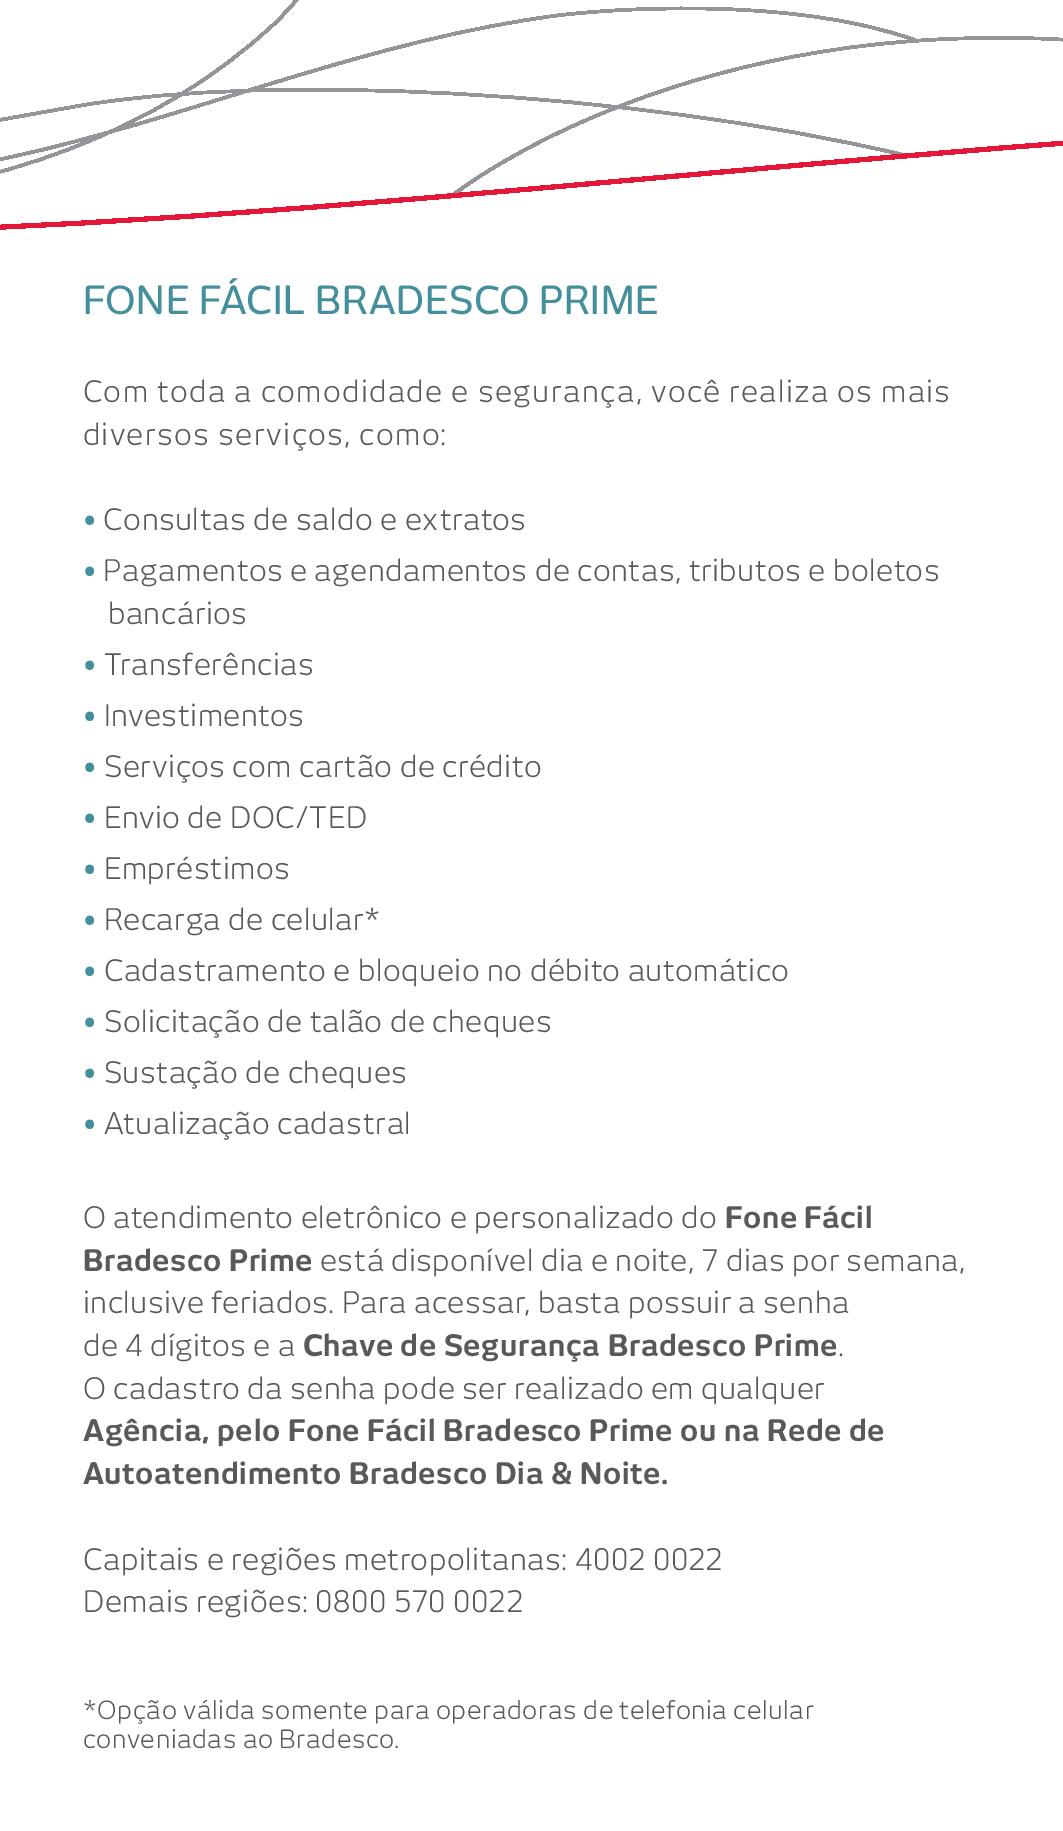 FONE FÁCIL BRADESCO PRIME
Com toda a comodidade e segurança, você realiza os mais
diversos serviços, como:
• Consultas de saldo e extratos
• Pagamentos e agendamentos de contas, tributos e boletos
bancários
• Transferências
• Investimentos
• Serviços com cartão de crédito
• Envio de DOC/TED
• Empréstimos
• Recarga de celular*
• Cadastramento e bloqueio no débito automático
• Solicitação de talão de cheques
• Sustação de cheques
• Atualização cadastral
O atendimento eletrônico e personalizado do Fone Fácil
Bradesco Prime está disponível dia e noite, 7 dias por semana,
inclusive feriados. Para acessar, basta possuir a senha
de 4 dígitos e a Chave de Segurança Bradesco Prime.
O cadastro da senha pode ser realizado em qualquer
Agência, pelo Fone Fácil Bradesco Prime ou na Rede de
Autoatendimento Bradesco Dia & Noite.
Capitais e regiões metropolitanas: 4002 0022
Demais regiões: 0800 570 0022
*Opção válida somente para operadoras de telefonia celular
conveniadas ao Bradesco.